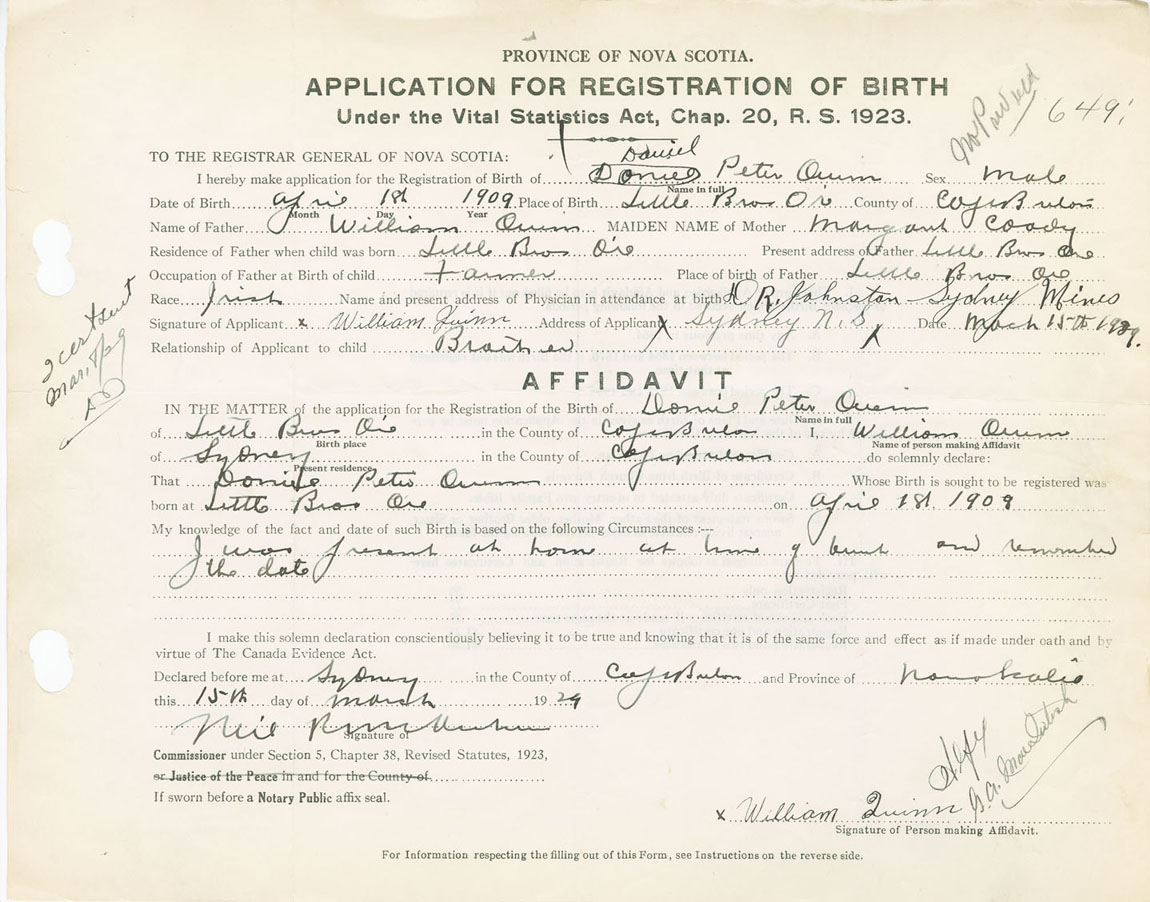 PROVINCE OF NOVA SCOTIA.
APPLICATION FOR REGISTRATION OF BIRTH
Under the Vital Statistics Act, Chap. 20, R. S. 1923.
649
TO THE REGISTRAR GENERAL OF NOVA SCOTIA:
Daniel
I hereby make application for the Registration of Birth of Doniel Peter Quinn Sex Male
Name in full
Date of Birth April 18th 1909 Place of Birth Little Bras Ore County of Cape Breton
Month Day Year
Name of Father William Quinn MAIDEN NAME of Mother Margaret Coady
Residence of Father when child was born Little Bras Ore Present address of Father Little Bras Ore
Occupation of Father at Birth of child Farmer Place of birth of Father Little Bras Ore
Race Irish Name and present address of Physician in attendance at birth D R. Johnston Sydney Mines
Signature of Applicant x William Quinn Address of Applicant x Sydney N. S. Date March 15th 1929.
Relationship of Applicant to child Brother
2 cert sent
Mar.
AFFIDAVIT
IN THE MATTER of the application for the Registration of the Birth of Donnie Peter Quinn
Name in full
of Little Bras Ore in the County of Cape Breton I, William Quinn
Birth place Name of person making Affidavit
of Sydney in the County of Cape Breton do solemnly declare:
Present residence
That Donnie Peter Quinn Whose Birth is sought to be registered was
born at Little Bras Ore on April 18th 1909
My knowledge of the fact and date of such Birth is based on the following Circumstances :—
I was present at home at time of birth and remember
the date
I make this solemn declaration conscientiously believing it to be true and knowing that it is of the same force and effect as if made under oath and by
virtue of The Canada Evidence Act.
Declared before me at Sydney in the County of Cape Breton and Province of Nova Scotia
this 15th day of March 1929
Neil
Signature of
Commissioner under Section 5, Chapter 38, Revised Statutes, 1923,
or Justice of the Peace in and for the County of
If sworn before a Notary Public affix seal.
x William Quinn
Signature of Person making Affidavit.
For Information respecting the filling out of this Form, see Instructions on the reverse side.